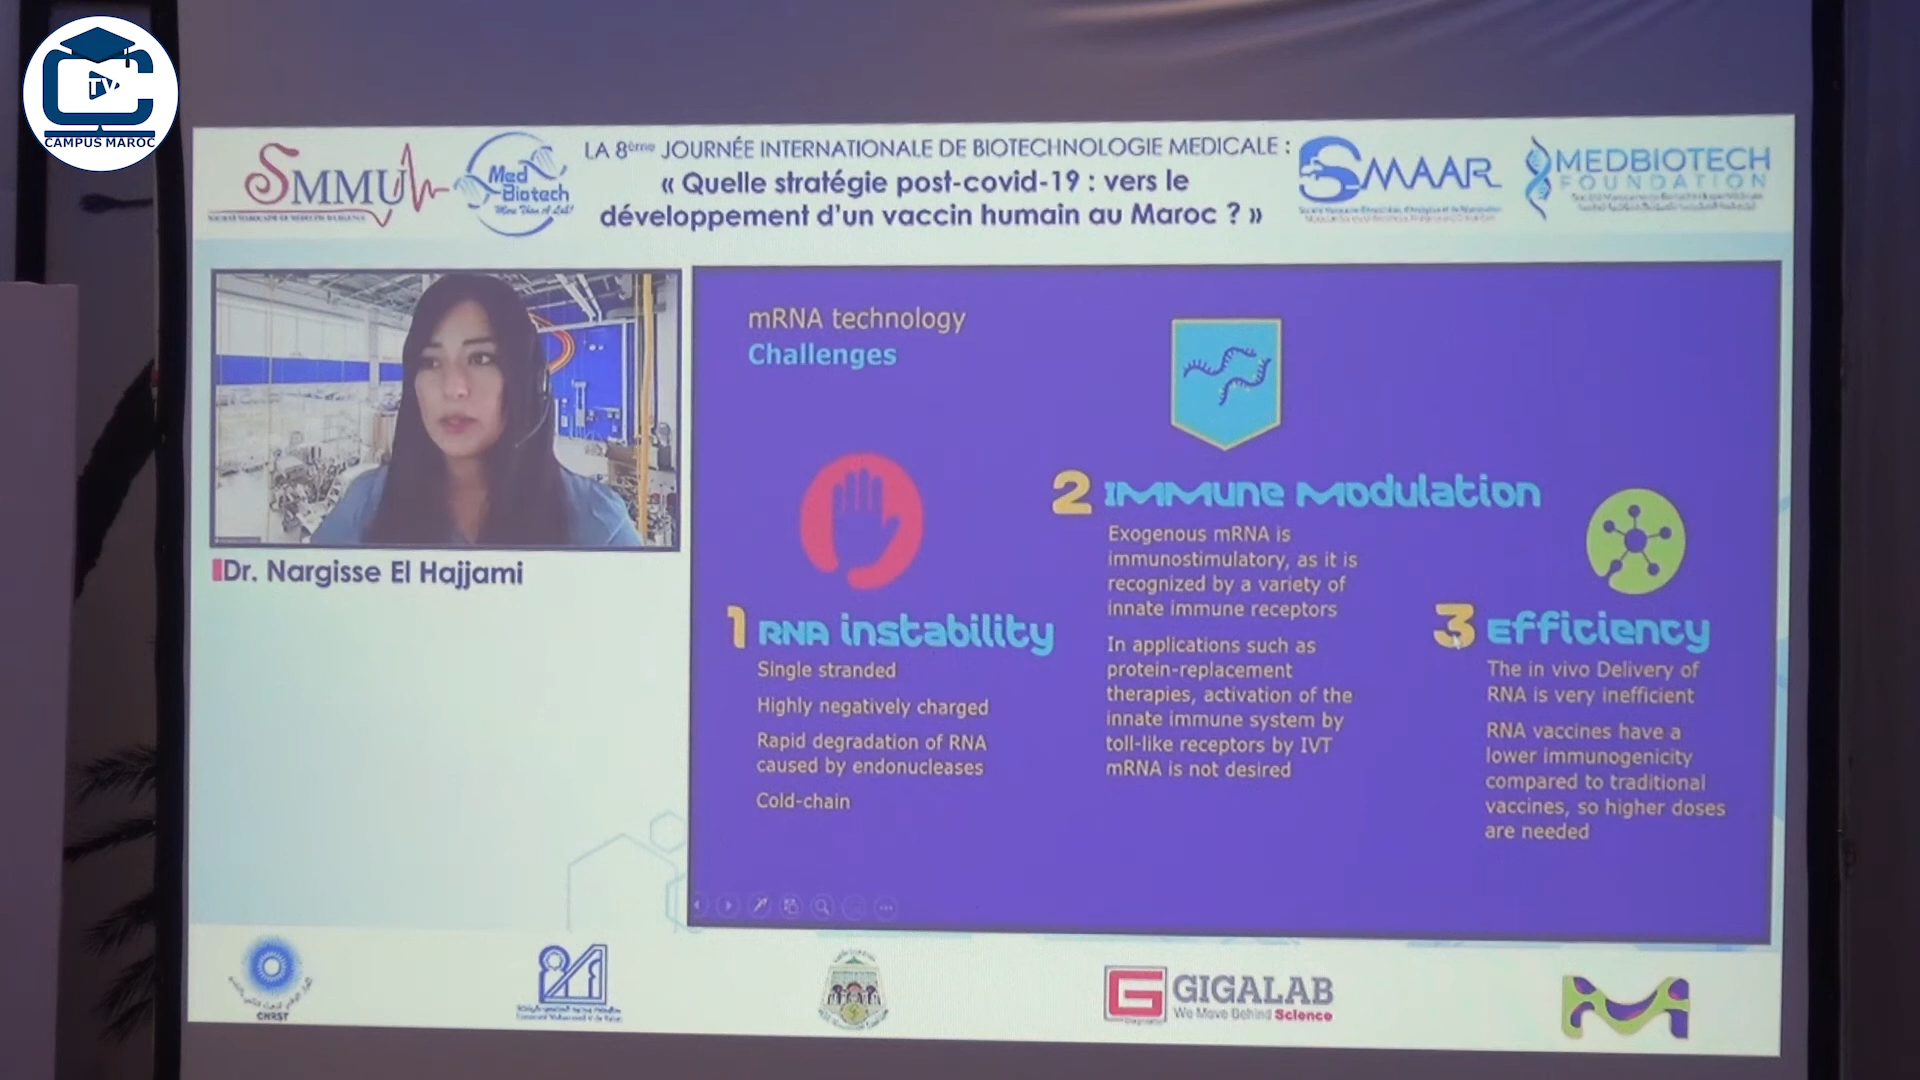 TV
CAMPUS MAROC
SMMU
Med
Biotech
More Than A Lab!
LA 8ème JOURNÉE INTERNATIONALE DE BIOTECHNOLOGIE MEDICALE :
« Quelle stratégie post-covid-19 : vers le
développement d'un vaccin humain au Maroc ? »
SMAAR
MEDBIOTECH
FOUNDATION
Dr. Nargisse El Hajjami
mRNA technology
Challenges
1 RNA instability
Single stranded
Highly negatively charged
Rapid degradation of RNA
caused by endonucleases
Cold-chain
2 Immune Modulation
Exogenous mRNA is
immunostimulatory, as it is
recognized by a variety of
innate immune receptors
In applications such as
protein-replacement
therapies, activation of the
innate immune system by
toll-like receptors by IVT
mRNA is not desired
3 Efficiency
The in vivo Delivery of
RNA is very inefficient
RNA vaccines have a
lower immunogenicity
compared to traditional
vaccines, so higher doses
are needed
CNRST
GIGALAB
We Move Behind Science